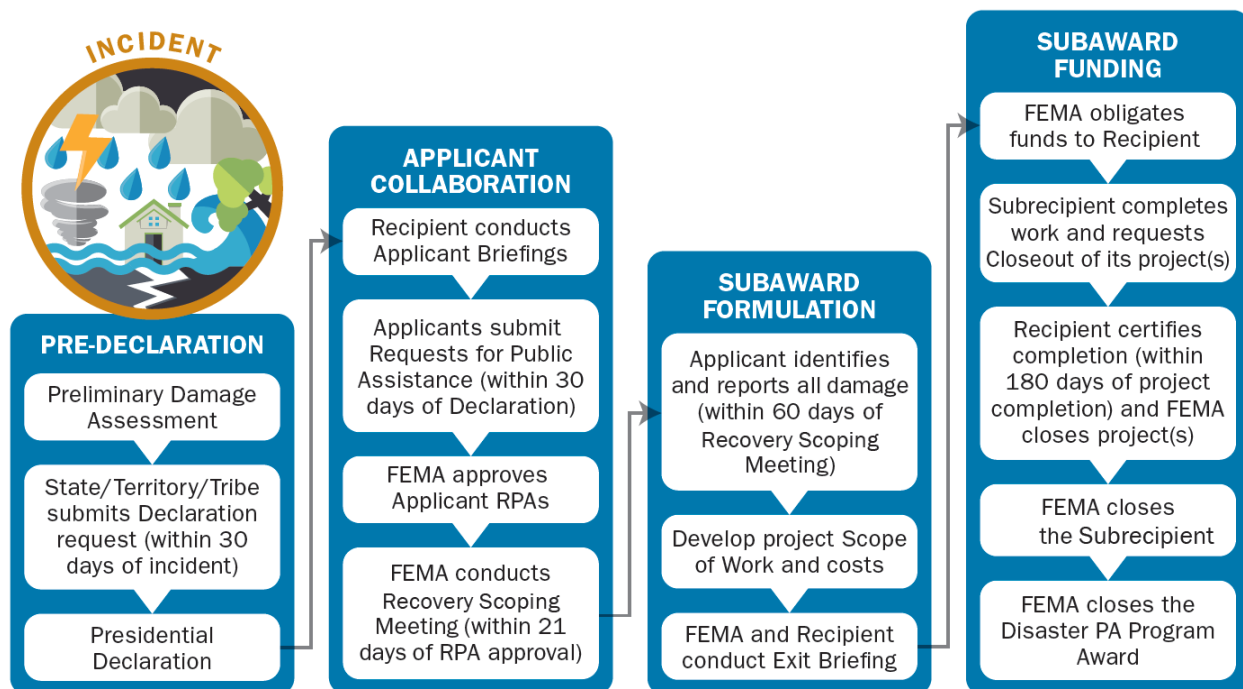 INCIDENT
PRE-DECLARATION
Preliminary Damage
Assessment
State/Territory/Tribe
submits Declaration
request (within 30
days of incident)
Presidential
Declaration
APPLICANT
COLLABORATION
Recipient conducts
Applicant Briefings
Applicants submit
Requests for Public
Assistance (within 30
days of Declaration)
FEMA approves
Applicant RPAs
FEMA conducts
Recovery Scoping
Meeting (within 21
days of RPA approval)
SUBAWARD
FORMULATION
Applicant identifies
and reports all damage
(within 60 days of
Recovery Scoping
Meeting)
Develop project Scope
of Work and costs
FEMA and Recipient
conduct Exit Briefing
SUBAWARD
FUNDING
FEMA obligates
funds to Recipient
Subrecipient completes
work and requests
Closeout of its project(s)
Recipient certifies
completion (within
180 days of project
completion) and FEMA
closes project(s)
FEMA closes
the Subrecipient
FEMA closes the
Disaster PA Program
Award